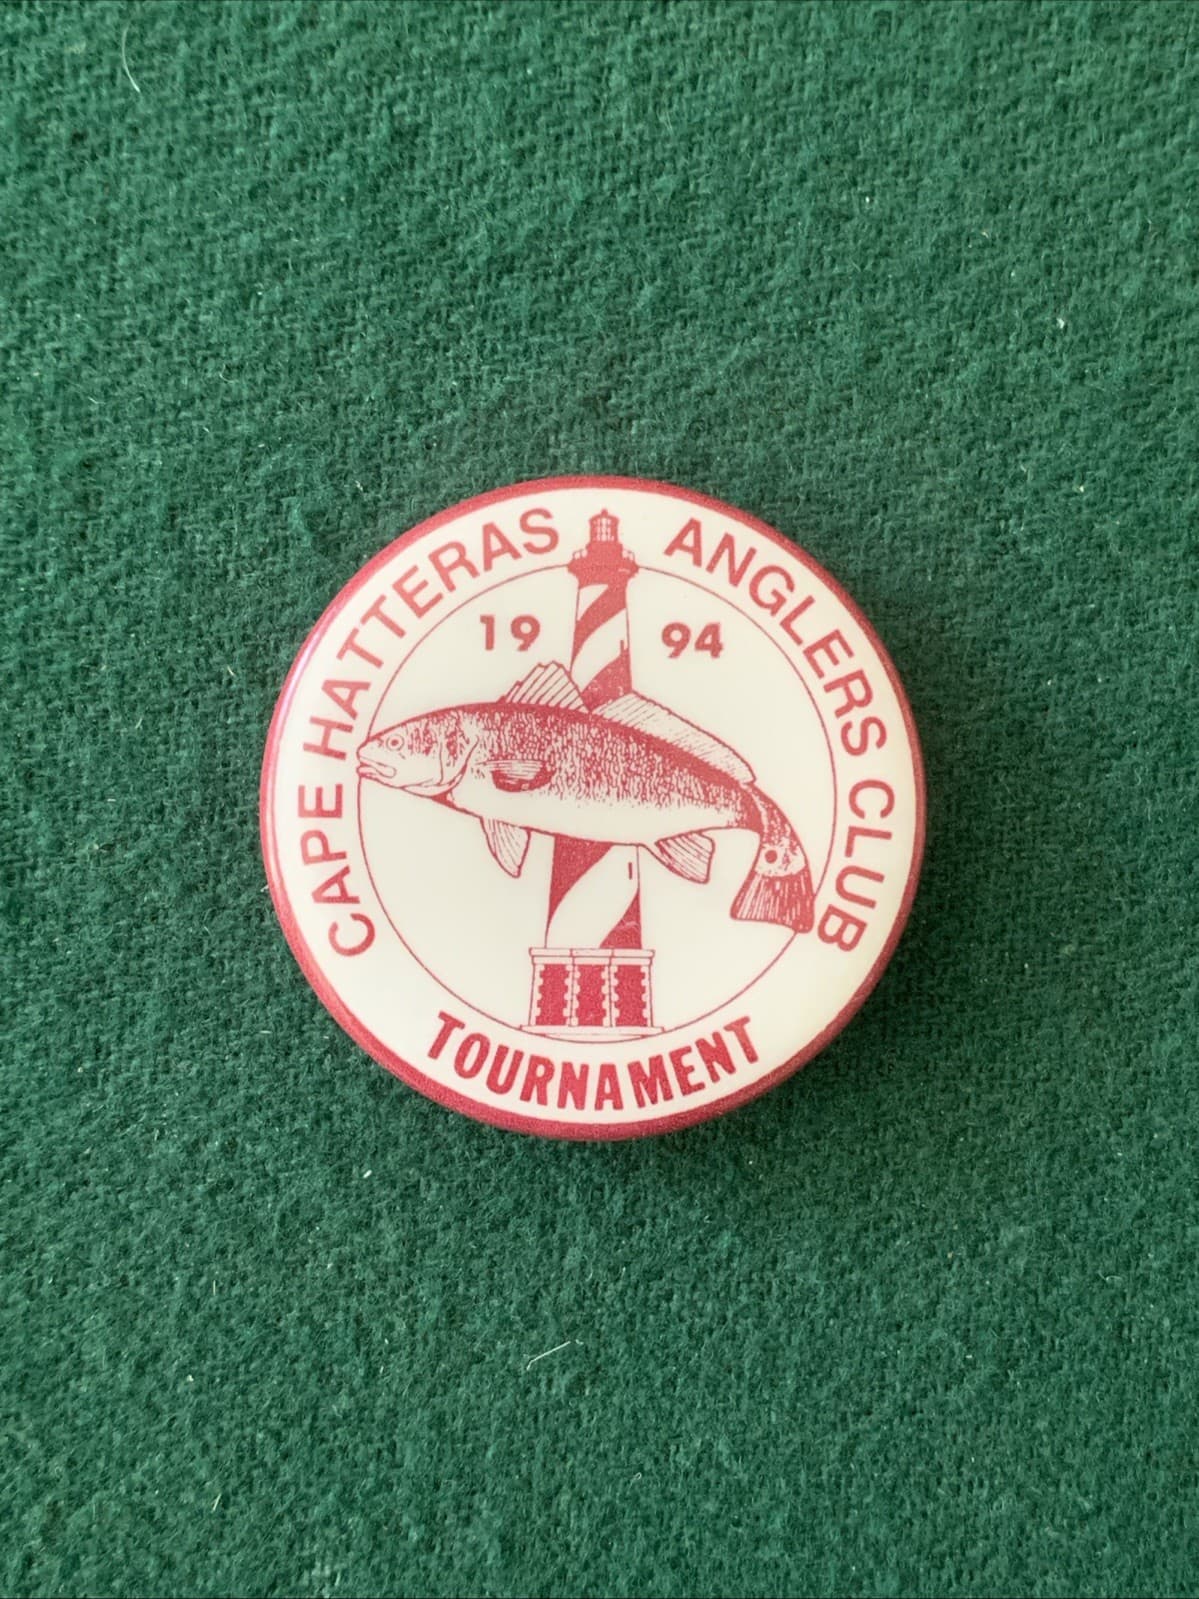 CAPE HATTERAS ANGLERS CLUB
19 94
TOURNAMENT